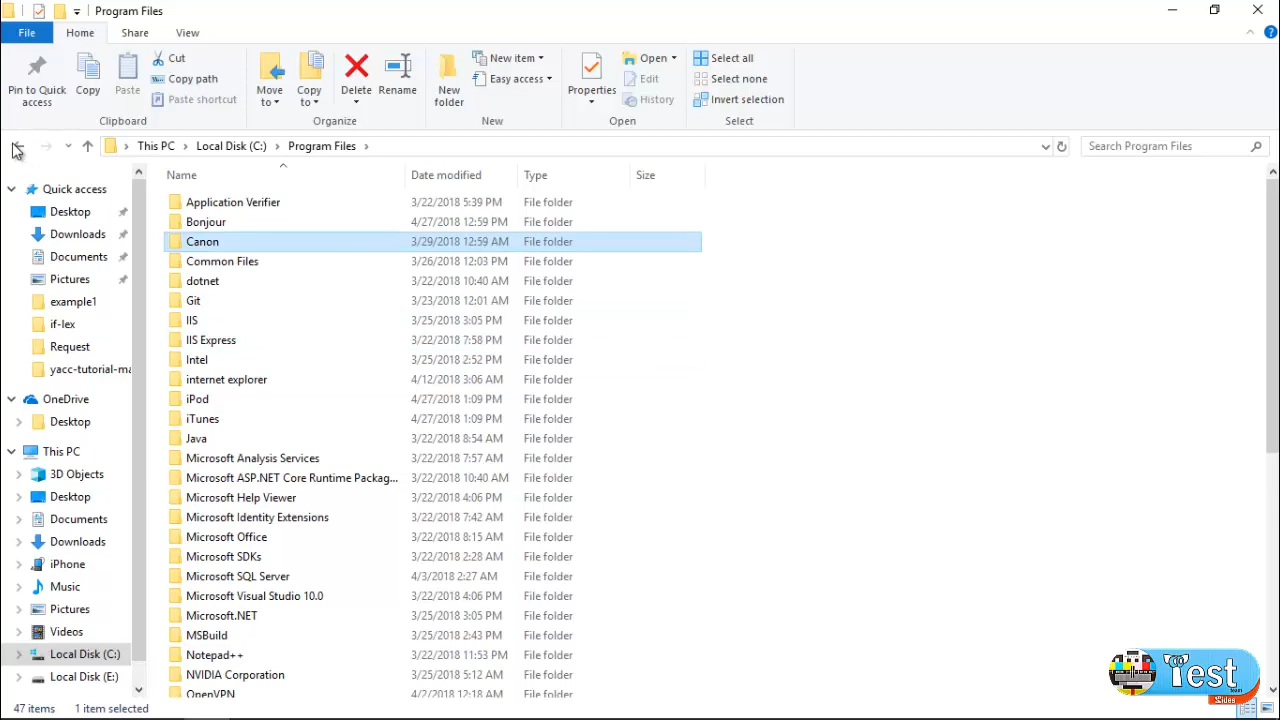 Program Files
File
Home
Share
View
Pin to Quick access
Copy
Paste
Cut
Copy path
Paste shortcut
Clipboard
Move to
Copy to
Delete
Rename
Organize
New folder
New item
Easy access
New
Properties
Open
Edit
History
Open
Select all
Select none
Invert selection
Select
This PC > Local Disk (C:) > Program Files >
Search Program Files
Quick access
Desktop
Downloads
Documents
Pictures
example1
if-lex
Request
yacc-tutorial-ma
OneDrive
Desktop
This PC
3D Objects
Desktop
Documents
Downloads
iPhone
Music
Pictures
Videos
Local Disk (C:)
Local Disk (E:)
Name Date modified Type Size
Application Verifier 3/22/2018 5:39 PM File folder
Bonjour 4/27/2018 12:59 PM File folder
Canon 3/29/2018 12:59 AM File folder
Common Files 3/26/2018 12:03 PM File folder
dotnet 3/22/2018 10:40 AM File folder
Git 3/23/2018 12:01 AM File folder
IIS 3/25/2018 3:05 PM File folder
IIS Express 3/22/2018 7:58 PM File folder
Intel 3/25/2018 2:52 PM File folder
internet explorer 4/12/2018 3:06 AM File folder
iPod 4/27/2018 1:09 PM File folder
iTunes 4/27/2018 1:09 PM File folder
Java 3/22/2018 8:54 AM File folder
Microsoft Analysis Services 3/22/2018 7:57 AM File folder
Microsoft ASP.NET Core Runtime Packag... 3/22/2018 10:40 AM File folder
Microsoft Help Viewer 3/22/2018 4:06 PM File folder
Microsoft Identity Extensions 3/22/2018 7:42 AM File folder
Microsoft Office 3/22/2018 8:15 AM File folder
Microsoft SDKs 3/22/2018 2:28 AM File folder
Microsoft SQL Server 4/3/2018 2:27 AM File folder
Microsoft Visual Studio 10.0 3/22/2018 4:06 PM File folder
Microsoft.NET 3/25/2018 3:05 PM File folder
MSBuild 3/25/2018 2:43 PM File folder
Notepad++ 3/22/2018 11:53 PM File folder
NVIDIA Corporation 3/25/2018 5:12 AM File folder
OpenVPN 4/2/2018 12:18 AM File folder
47 items
1 item selected
Test
team
Sides